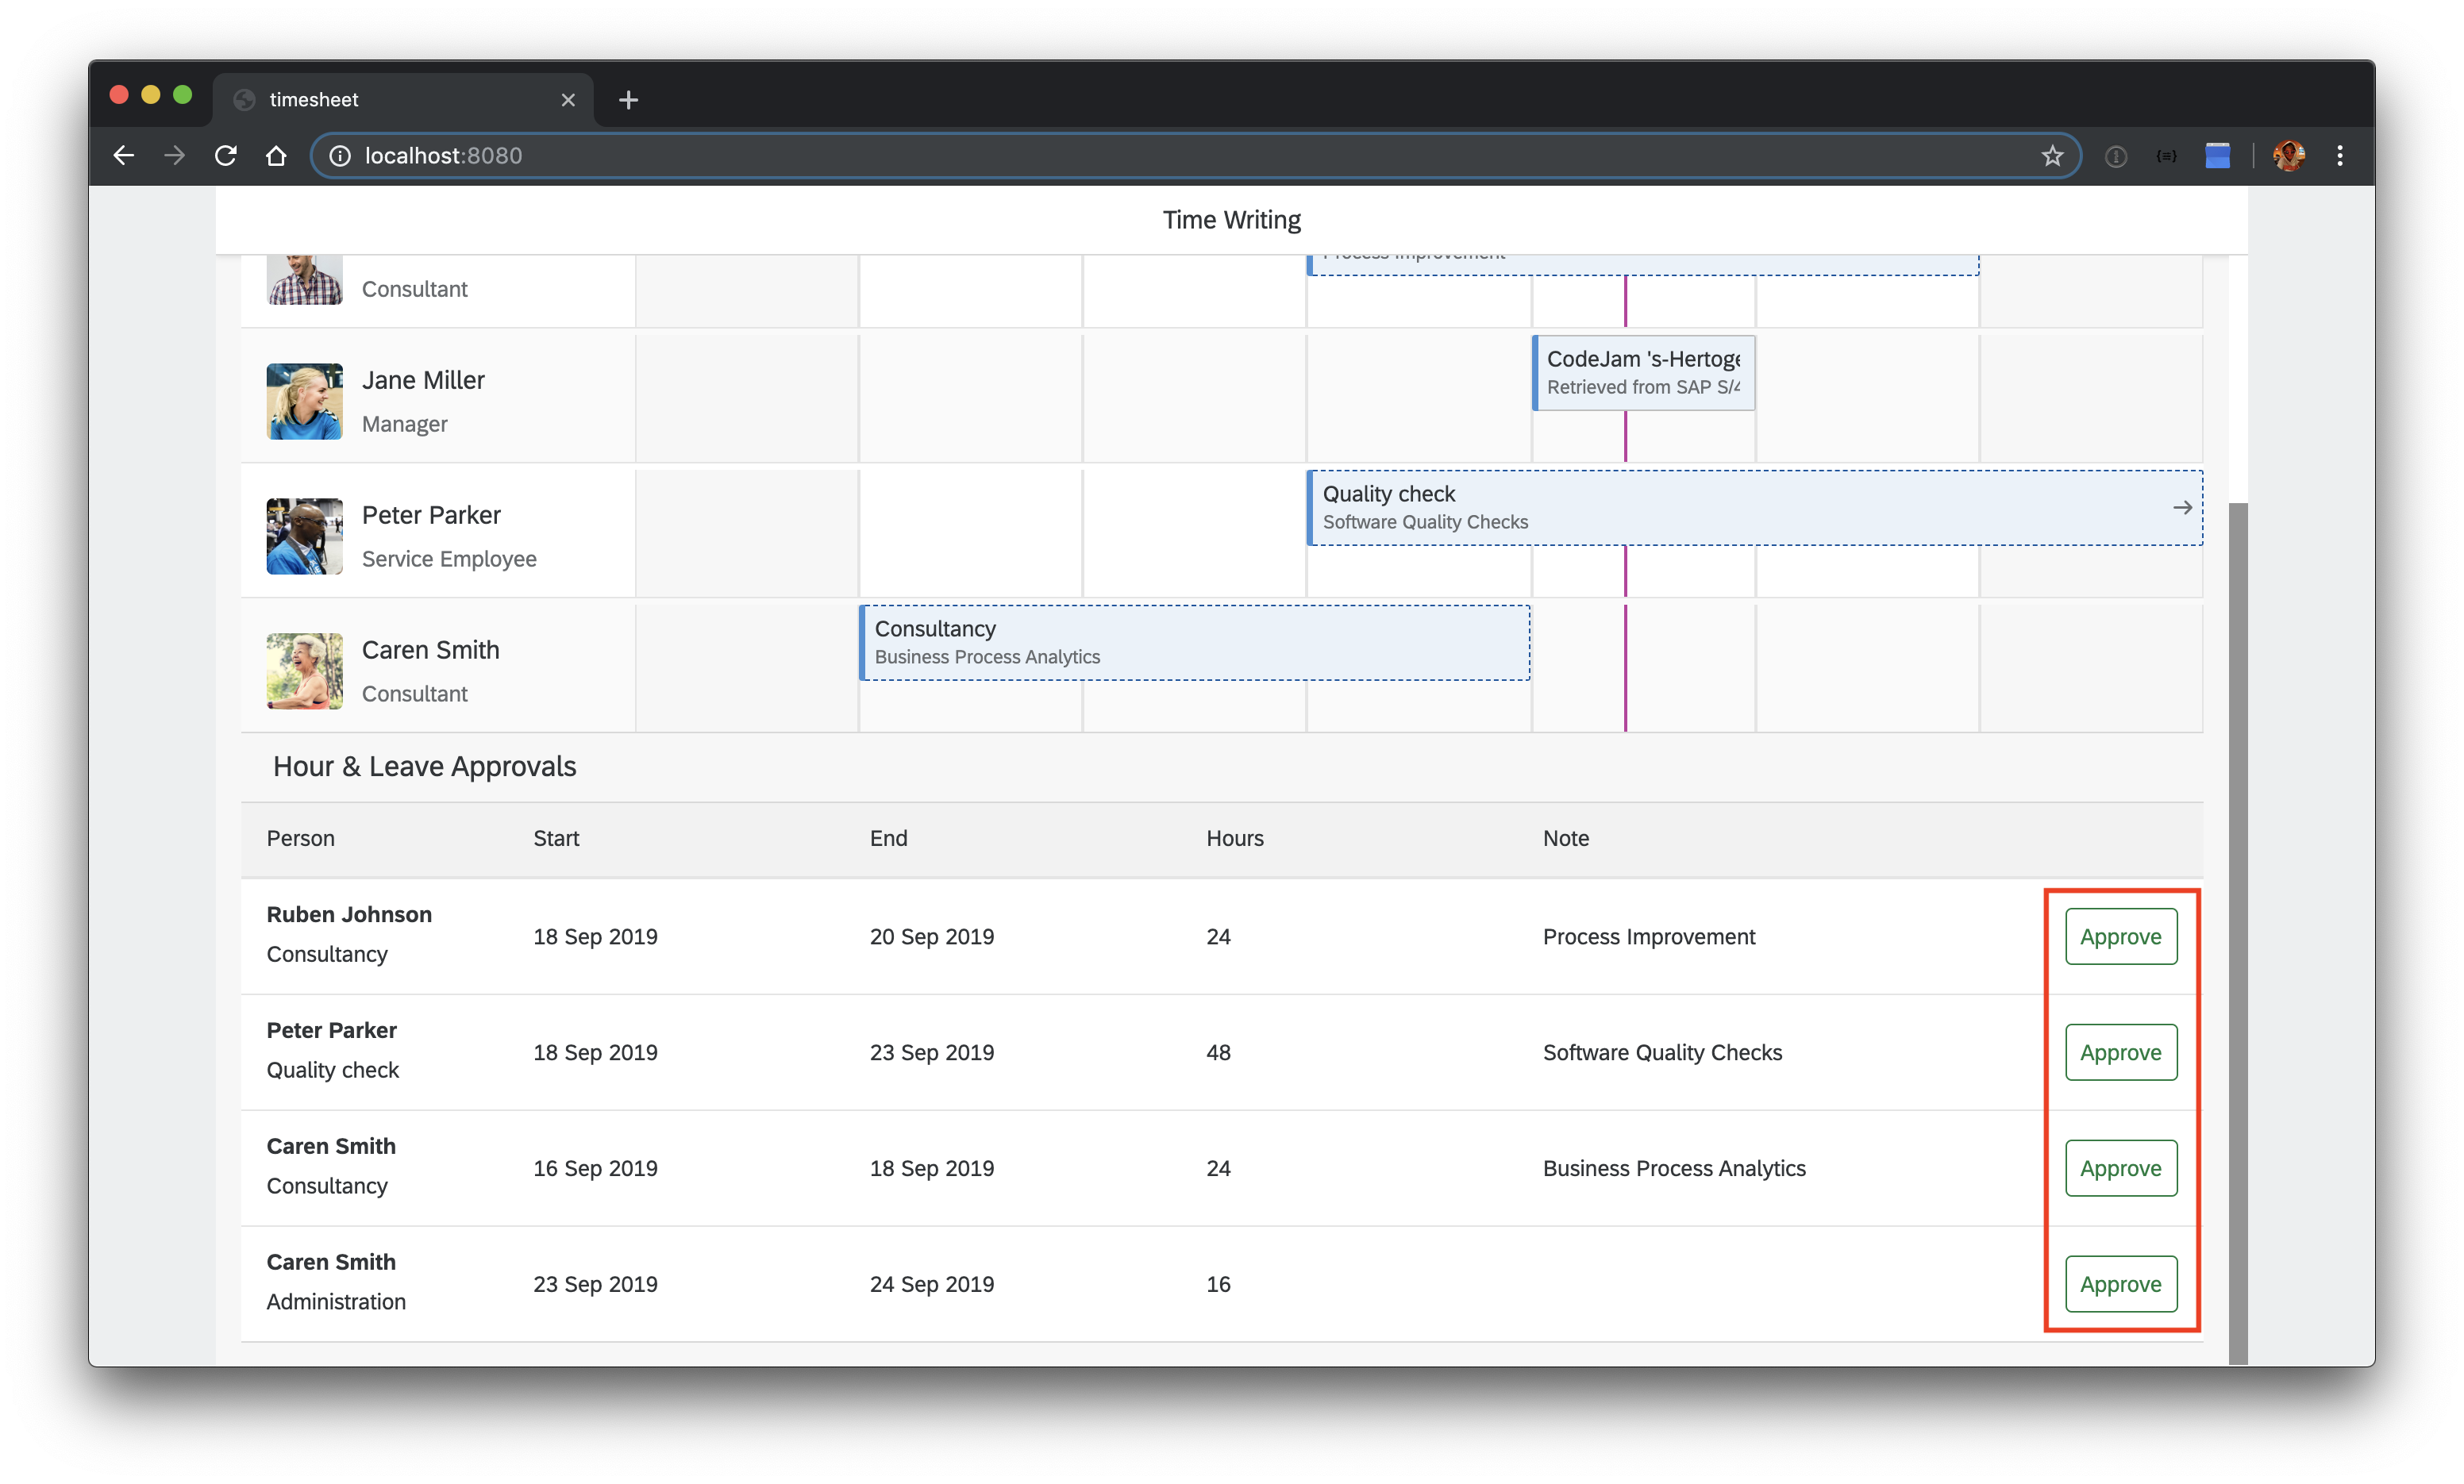 timesheet
localhost:8080
Time Writing
Process Improvement
Consultant
Jane Miller
Manager
CodeJam 's-Hertoge
Retrieved from SAP S/4
Peter Parker
Service Employee
Quality check
Software Quality Checks
Caren Smith
Consultant
Consultancy
Business Process Analytics
Hour & Leave Approvals
Person Start End Hours Note
Ruben Johnson
Consultancy
18 Sep 2019 20 Sep 2019 24 Process Improvement Approve
Peter Parker
Quality check
18 Sep 2019 23 Sep 2019 48 Software Quality Checks Approve
Caren Smith
Consultancy
16 Sep 2019 18 Sep 2019 24 Business Process Analytics Approve
Caren Smith
Administration
23 Sep 2019 24 Sep 2019 16 Approve